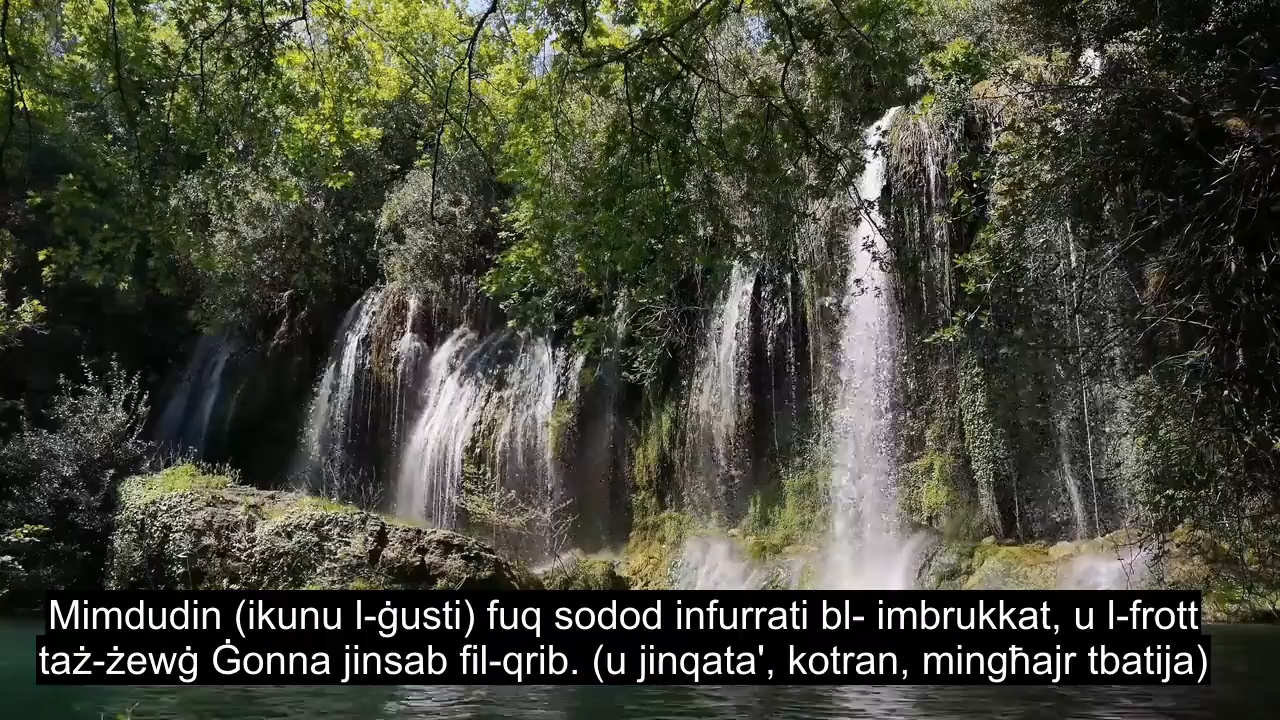 Mimdudin (ikunu l-ġusti) fuq sodod infurrati bl- imbrukkat, u l-frott
taż-żewġ Ġonna jinsab fil-qrib. (u jinqata', kotran, mingħajr tbatija)